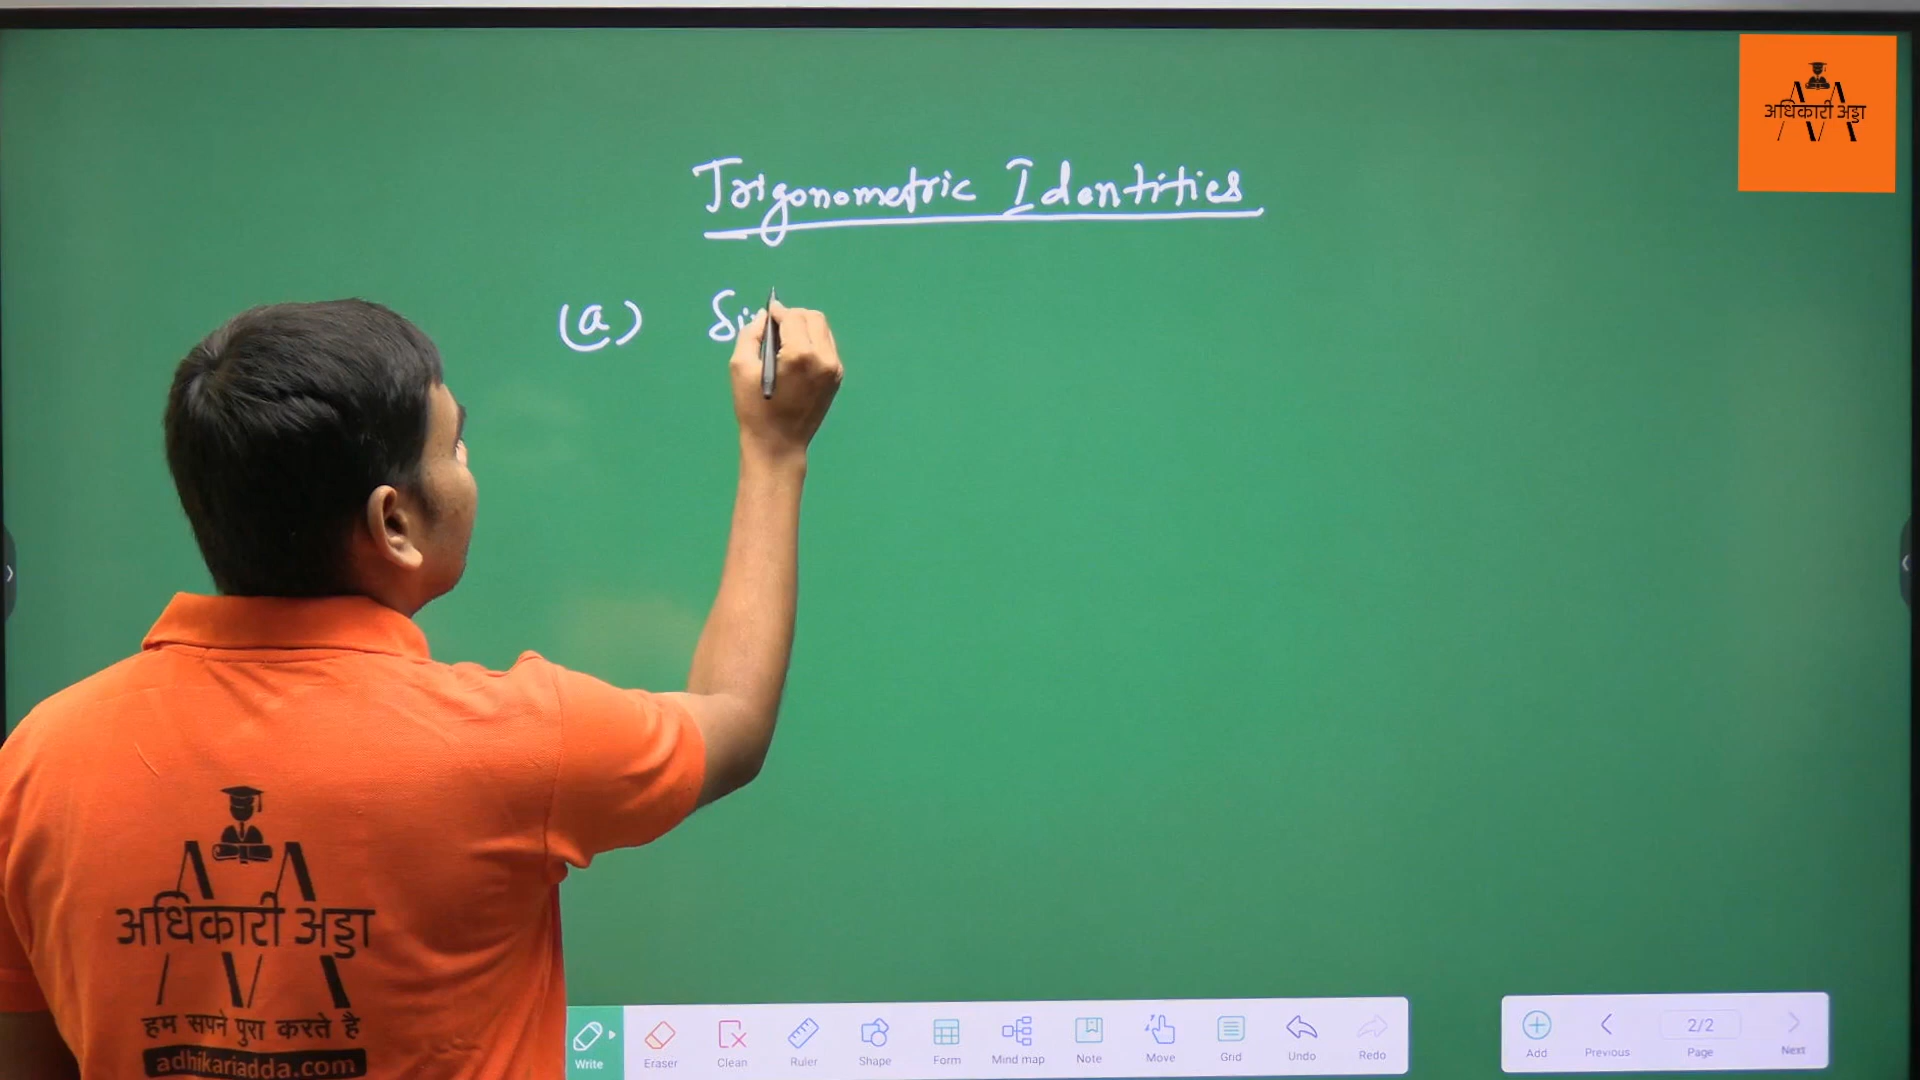 अधिकारी अड्डा
Trigonometric Identities
(a) Sin
अधिकारी अड्डा
हम सपने पुरा करते है
adhikariadda.com
Write Eraser Clean Ruler Shape Form Mind map Note Move Grid Undo Redo
2/2
Add Previous Page Next